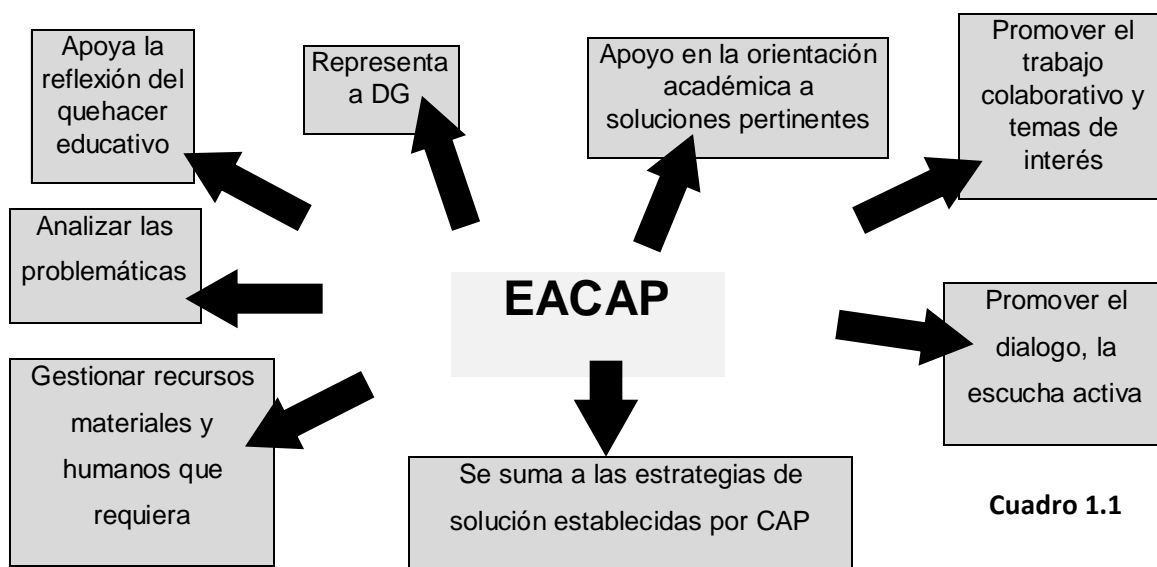 Apoya la
reflexión del
quehacer
educativo
Representa
a DG
Apoyo en la orientación
académica a
soluciones pertinentes
Promover el
trabajo
colaborativo y
temas de
interés
Analizar las
problemáticas
EACAP
Promover el
dialogo, la
escucha activa
Gestionar recursos
materiales y
humanos que
requiera
Se suma a las estrategias de
solución establecidas por CAP
Cuadro 1.1